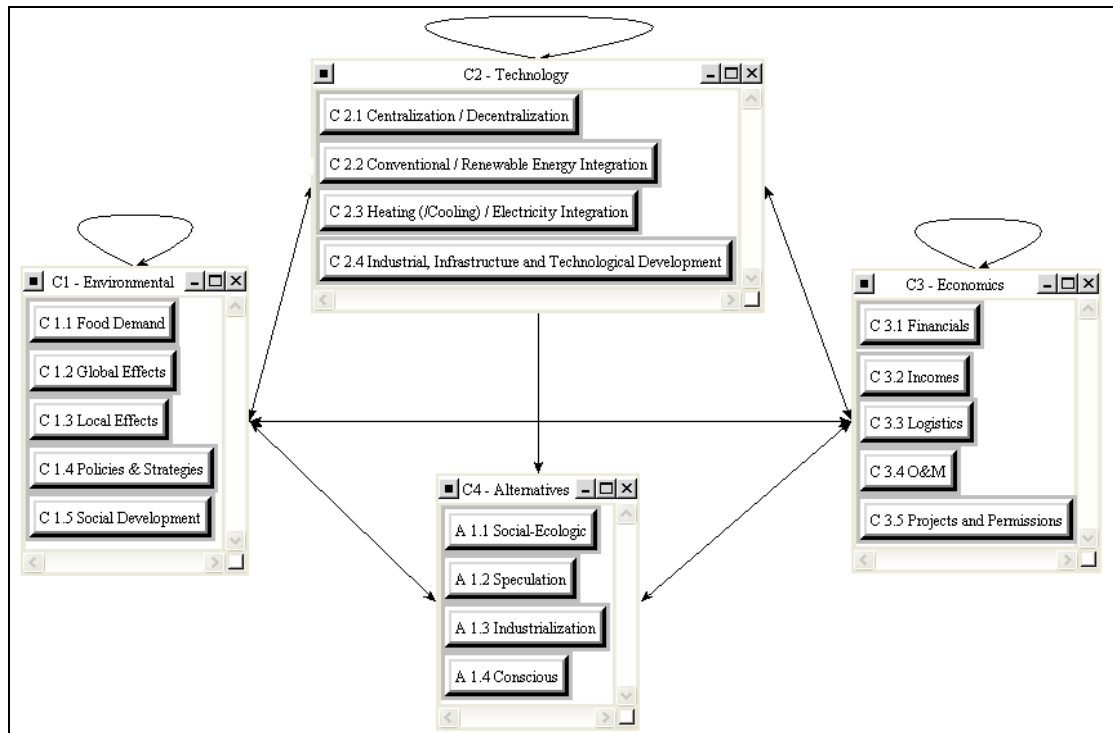 C2 - Technology
C 2.1 Centralization / Decentralization
C 2.2 Conventional / Renewable Energy Integration
C 2.3 Heating (/Cooling) / Electricity Integration
C 2.4 Industrial, Infrastructure and Technological Development
C1 - Environmental
C 1.1 Food Demand
C 1.2 Global Effects
C 1.3 Local Effects
C 1.4 Policies & Strategies
C 1.5 Social Development
C3 - Economics
C 3.1 Financials
C 3.2 Incomes
C 3.3 Logistics
C 3.4 O&M
C 3.5 Projects and Permissions
C4 - Alternatives
A 1.1 Social-Ecologic
A 1.2 Speculation
A 1.3 Industrialization
A 1.4 Conscious